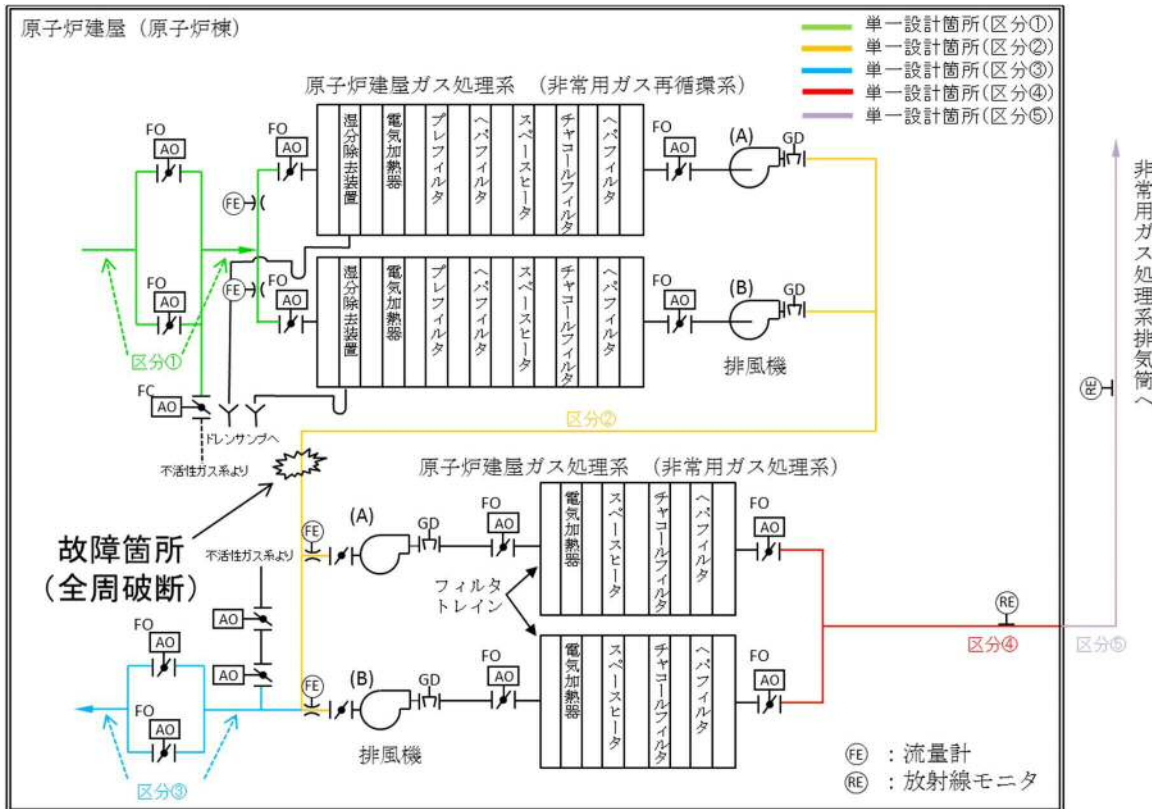 原子炉建屋（原子炉棟）
単一設計箇所(区分①)
単一設計箇所(区分②)
単一設計箇所(区分③)
単一設計箇所(区分④)
単一設計箇所(区分⑤)
原子炉建屋ガス処理系　（非常用ガス再循環系）
FO
AO
FO
AO
FE
湿分除去装置
電気加熱器
プレフィルタ
ヘパフィルタ
スペースヒータ
チャコールフィルタ
ヘパフィルタ
FO
AO
(A)
GD
非常用ガス処理系排気筒へ
FO
AO
FE
FO
AO
湿分除去装置
電気加熱器
プレフィルタ
ヘパフィルタ
スペースヒータ
チャコールフィルタ
ヘパフィルタ
FO
AO
(B)
GD
排風機
区分①
FC
AO
ドレンサンプへ
不活性ガス系より
区分②
RE
原子炉建屋ガス処理系　（非常用ガス処理系）
故障箇所
（全周破断）
不活性ガス系より
AO
AO
FE
(A)
GD
FO
AO
電気加熱器
スペースヒータ
チャコールフィルタ
ヘパフィルタ
FO
AO
フィルタ
トレイン
RE
区分④
区分⑤
FO
AO
FO
AO
区分③
FE
(B)
GD
排風機
FO
AO
電気加熱器
スペースヒータ
チャコールフィルタ
ヘパフィルタ
FO
AO
FE ：流量計
RE ：放射線モニタ